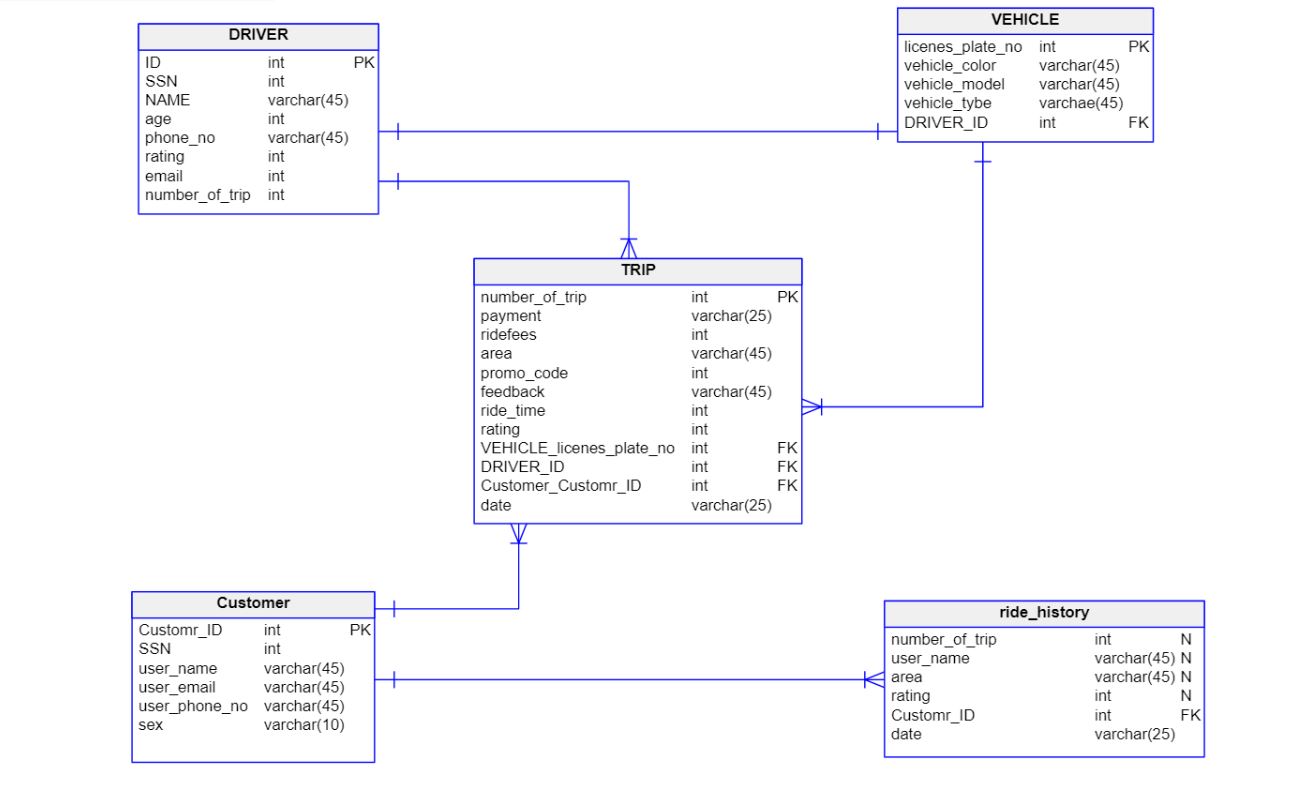 DRIVER
ID int PK
SSN int
NAME varchar(45)
age int
phone_no varchar(45)
rating int
email int
number_of_trip int
VEHICLE
licenes_plate_no int PK
vehicle_color varchar(45)
vehicle_model varchar(45)
vehicle_tybe varchae(45)
DRIVER_ID int FK
TRIP
number_of_trip int PK
payment varchar(25)
ridefees int
area varchar(45)
promo_code int
feedback varchar(45)
ride_time int
rating int
VEHICLE_licenes_plate_no int FK
DRIVER_ID int FK
Customer_Customr_ID int FK
date varchar(25)
Customer
Customr_ID int PK
SSN int
user_name varchar(45)
user_email varchar(45)
user_phone_no varchar(45)
sex varchar(10)
ride_history
number_of_trip int N
user_name varchar(45) N
area varchar(45) N
rating int N
Customr_ID int FK
date varchar(25)